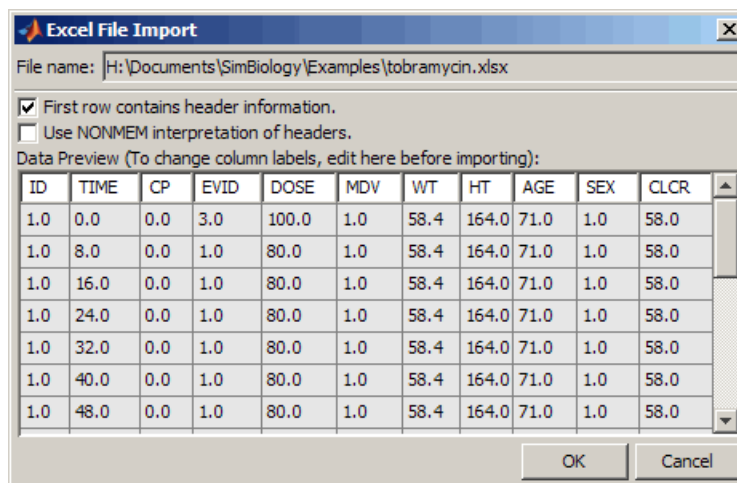 Excel File Import
File name: H:\Documents\SimBiology\Examples\tobramycin.xlsx
First row contains header information.
Use NONMEM interpretation of headers.
Data Preview (To change column labels, edit here before importing):
ID TIME CP EVID DOSE MDV WT HT AGE SEX CLCR
1.0 0.0 0.0 3.0 100.0 1.0 58.4 164.0 71.0 1.0 58.0
1.0 8.0 0.0 1.0 80.0 1.0 58.4 164.0 71.0 1.0 58.0
1.0 16.0 0.0 1.0 80.0 1.0 58.4 164.0 71.0 1.0 58.0
1.0 24.0 0.0 1.0 80.0 1.0 58.4 164.0 71.0 1.0 58.0
1.0 32.0 0.0 1.0 80.0 1.0 58.4 164.0 71.0 1.0 58.0
1.0 40.0 0.0 1.0 80.0 1.0 58.4 164.0 71.0 1.0 58.0
1.0 48.0 0.0 1.0 80.0 1.0 58.4 164.0 71.0 1.0 58.0
OK Cancel